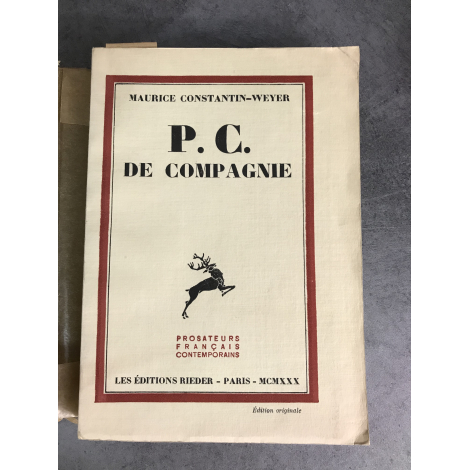 MAURICE CONSTANTIN-WEYER
P. C.
DE COMPAGNIE
PROSATEURS
FRANÇAIS
CONTEMPORAINS
LES ÉDITIONS RIEDER - PARIS - MCMXXX
Édition originale